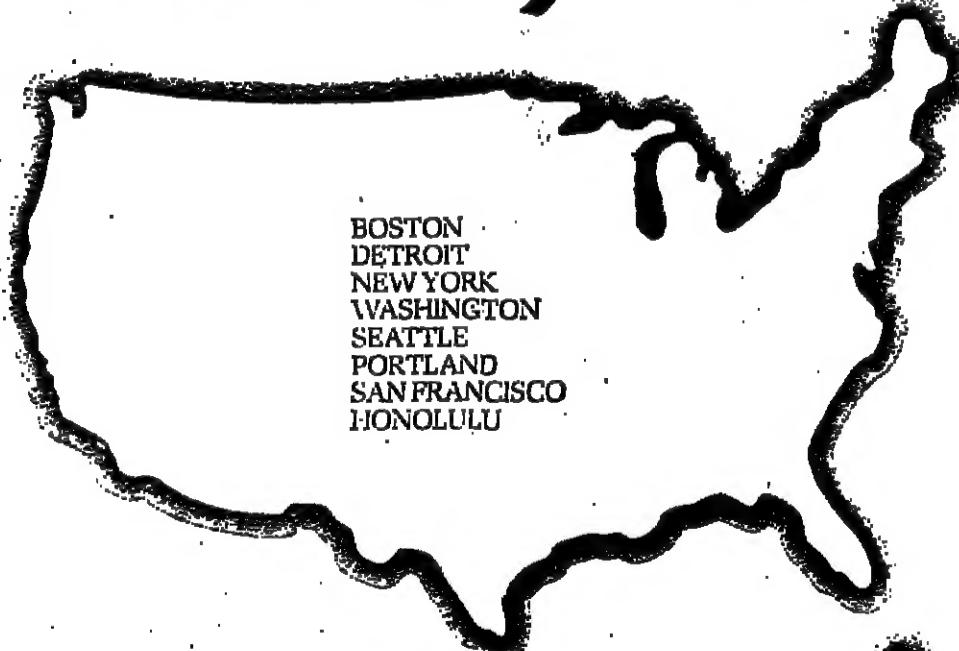 BOSTON
DETROIT
NEW YORK
WASHINGTON
SEATTLE
PORTLAND
SAN FRANCISCO
HONOLULU